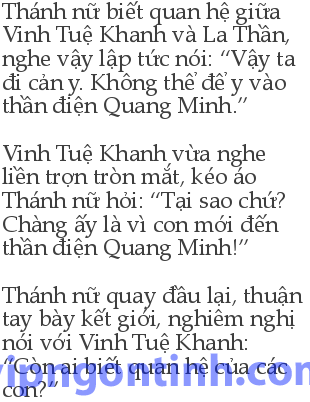 Thánh nữ biết quan hệ giữa
Vinh Tuệ Khanh và La Thần,
nghe vậy lập tức nói: “Vậy ta
đi cản y. Không thể để y vào
thần điện Quang Minh.”
Vinh Tuệ Khanh vừa nghe
liền trợn tròn mắt, kéo áo
Thánh nữ hỏi: “Tại sao chứ?
Chàng ấy là vì con mới đến
thần điện Quang Minh!”
Thánh nữ quay đầu lại, thuận
tay bày kết giới, nghiêm nghị
nói với Vinh Tuệ Khanh:
“Còn ai biết quan hệ của các
con?”
vipngontinh.com